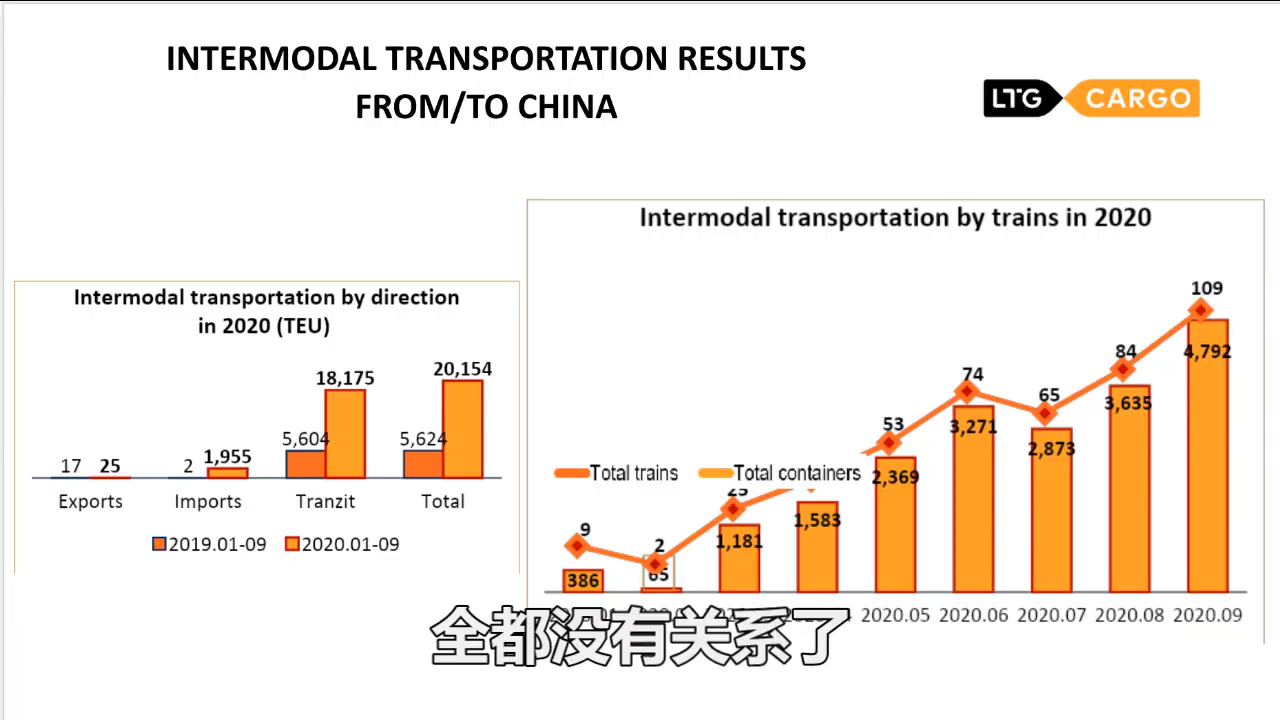 INTERMODAL TRANSPORTATION RESULTS
FROM/TO CHINA
LTG CARGO
Intermodal transportation by direction
in 2020 (TEU)
17 25 2 1,955 5,604 18,175 5,624 20,154
Exports Imports Tranzit Total
2019.01-09 2020.01-09
Intermodal transportation by trains in 2020
109
84
74
65
53
25
2
9
Total trains Total containers
386 65 1,181 1,583 2,369 3,271 2,873 3,635 4,792
2020.05 2020.06 2020.07 2020.08 2020.09
全都没有关系了